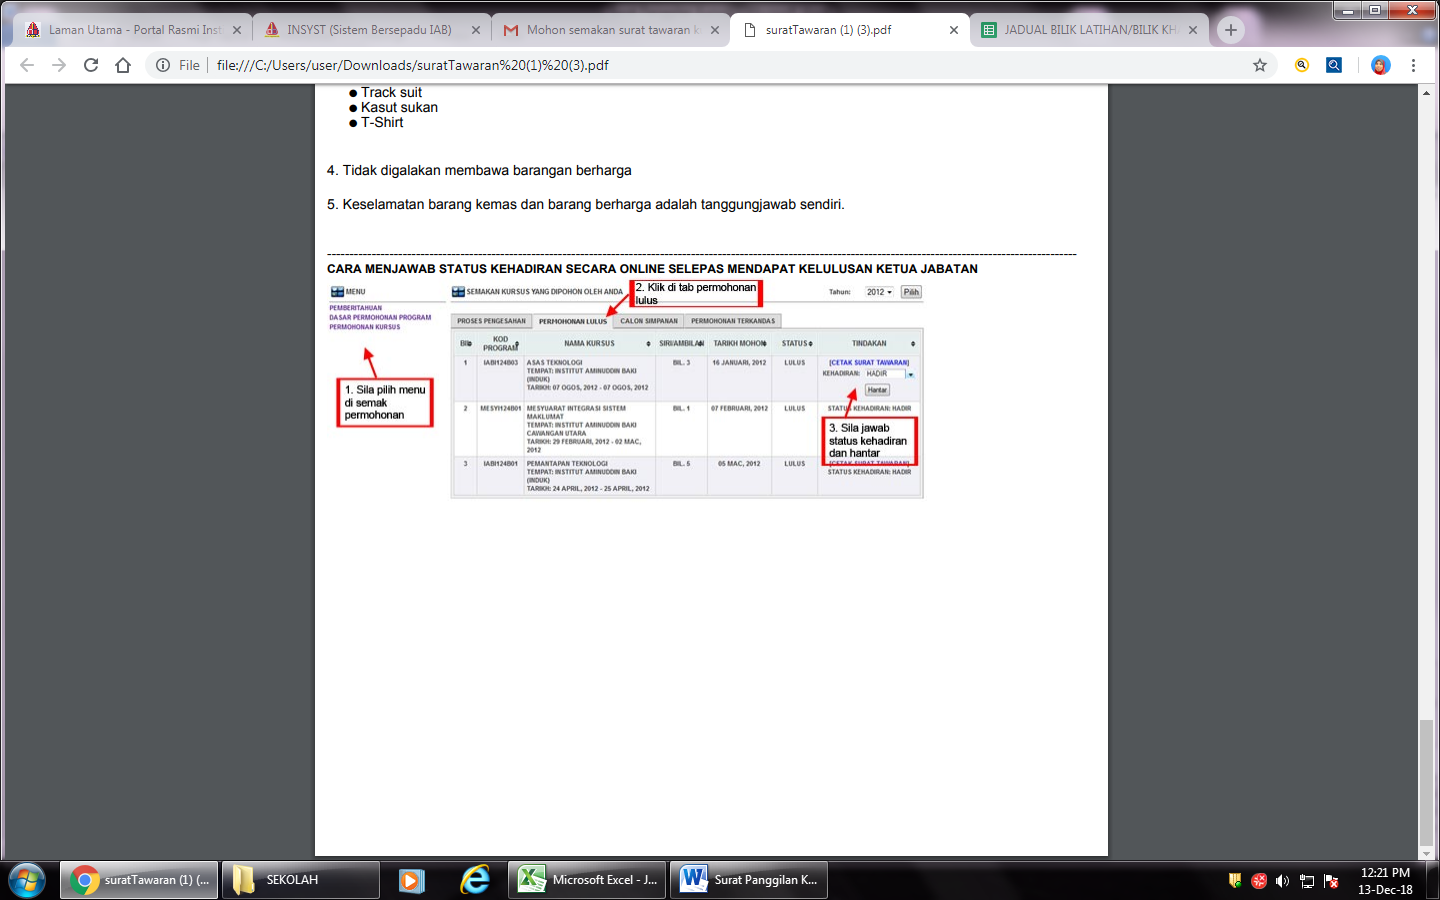 Laman Utama - Portal Rasmi Inst
INSYST (Sistem Bersepadu IAB)
Mohon semakan surat tawaran k
suratTawaran (1) (3).pdf
JADUAL BILIK LATIHAN/BILIK KH
File
file:///C:/Users/user/Downloads/suratTawaran%20(1)%20(3).pdf
● Track suit
● Kasut sukan
● T-Shirt
4. Tidak digalakan membawa barangan berharga
5. Keselamatan barang kemas dan barang berharga adalah tanggungjawab sendiri.
CARA MENJAWAB STATUS KEHADIRAN SECARA ONLINE SELEPAS MENDAPAT KELULUSAN KETUA JABATAN
MENU
PEMBERITAHUAN
DASAR PERMOHONAN PROGRAM
PERMOHONAN KURSUS
1. Sila pilih menu
di semak
permohonan
SEMAKAN KURSUS YANG DIPOHON OLEH ANDA
2. Klik di tab permohonan
lulus
Tahun: 2012 Pilih
PROSES PENGESAHAN PERMOHONAN LULUS CALON SIMPANAN PERMOHONAN TERKANDAS
BIL KOD PROGRAM NAMA KURSUS SIRI/AMBILAN TARIKH MOHON STATUS TINDAKAN
1 IABI124B03 ASAS TEKNOLOGI BIL. 3 16 JANUARI, 2012 LULUS [CETAK SURAT TAWARAN]
TEMPAT: INSTITUT AMINUDDIN BAKI KEHADIRAN: HADIR
(INDUK)
TARIKH: 07 OGOS, 2012 - 07 OGOS, 2012 Hantar
2 MESYI124B01 MESYUARAT INTEGRASI SISTEM BIL. 1 07 FEBRUARI, 2012 LULUS STATUS KEHADIRAN: HADIR
MAKLUMAT
TEMPAT: INSTITUT AMINUDDIN BAKI
CAWANGAN UTARA
TARIKH: 29 FEBRUARI, 2012 - 02 MAC,
2012
3. Sila jawab
status kehadiran
dan hantar
3 IABI124B01 PEMANTAPAN TEKNOLOGI BIL. 5 05 MAC, 2012 LULUS [CETAK SURAT TAWARAN]
TEMPAT: INSTITUT AMINUDDIN BAKI STATUS KEHADIRAN: HADIR
(INDUK)
TARIKH: 24 APRIL, 2012 - 25 APRIL, 2012
suratTawaran (1) (...
SEKOLAH
Microsoft Excel - J...
Surat Panggilan K...
12:21 PM
13-Dec-18